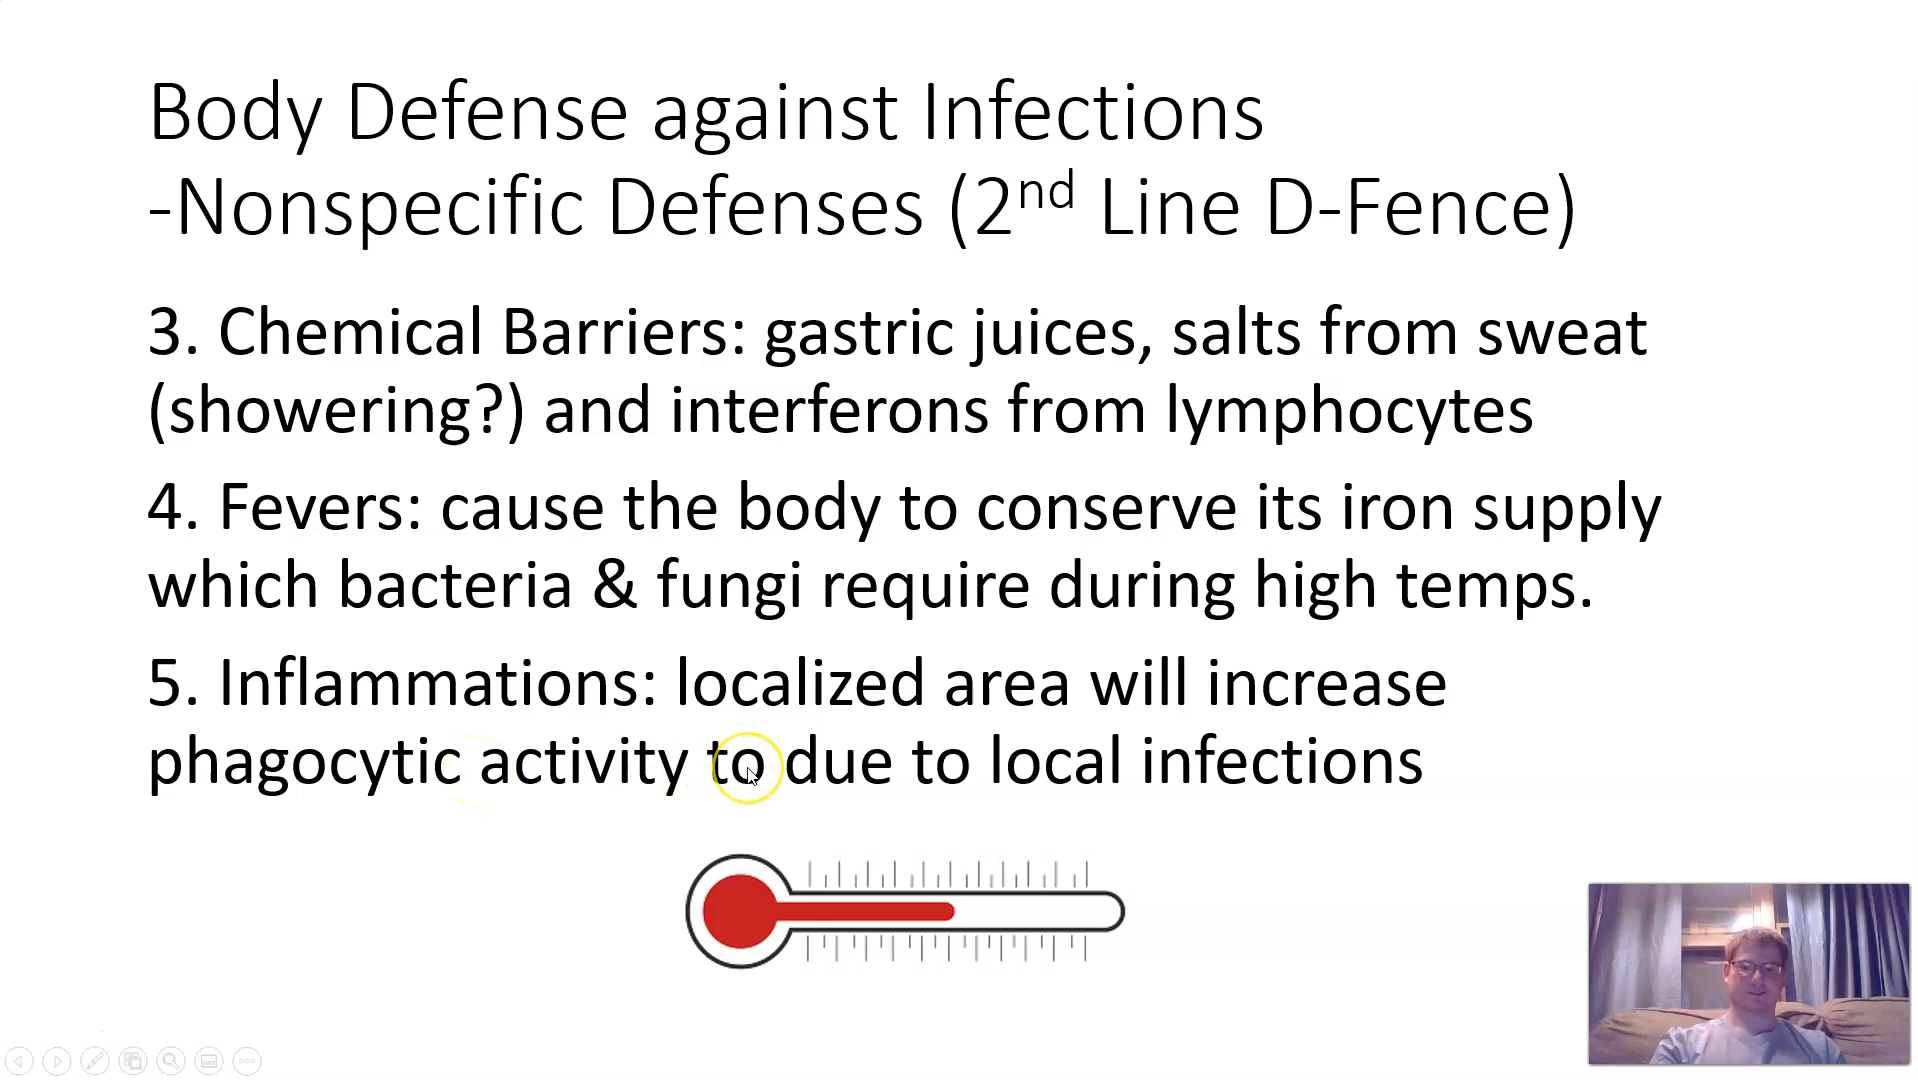 Body Defense against Infections
-Nonspecific Defenses (2nd Line D-Fence)
3. Chemical Barriers: gastric juices, salts from sweat
(showering?) and interferons from lymphocytes
4. Fevers: cause the body to conserve its iron supply
which bacteria & fungi require during high temps.
5. Inflammations: localized area will increase
phagocytic activity to due to local infections